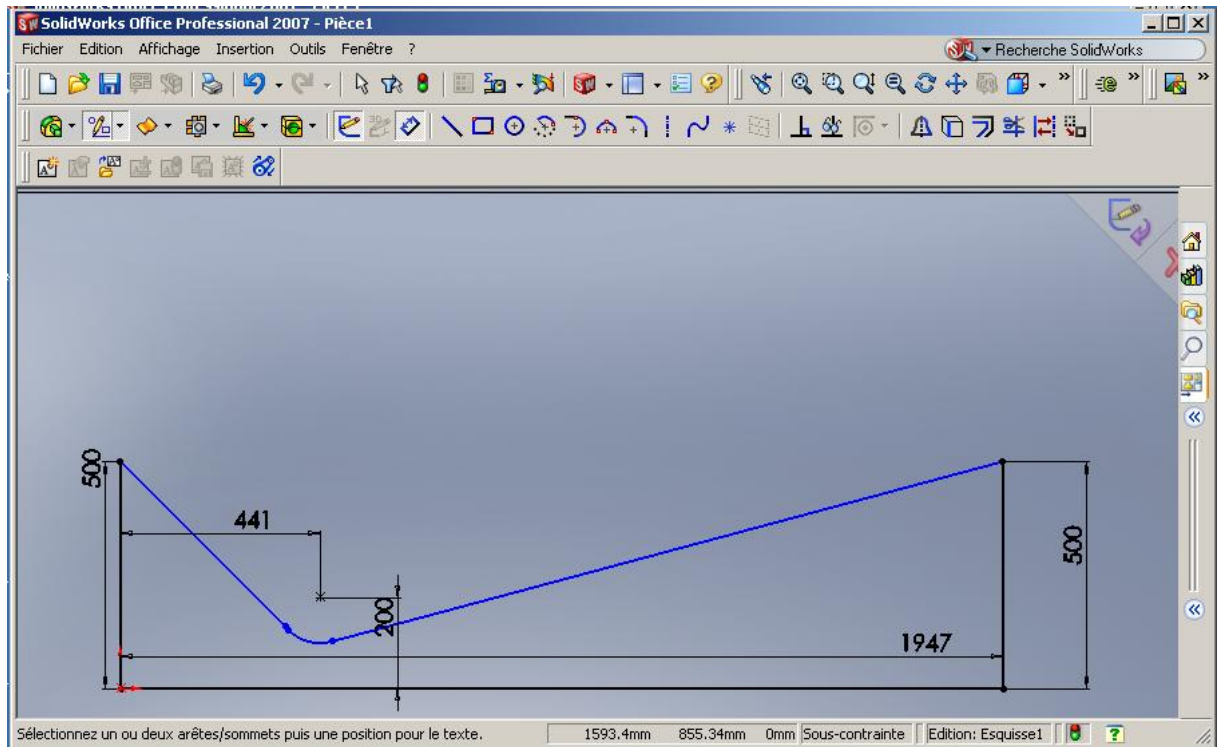 SolidWorks Office Professional 2007 - Pièce1
Fichier Edition Affichage Insertion Outils Fenêtre ?
Recherche SolidWorks
500
441
200
500
1947
Sélectionnez un ou deux arêtes/sommets puis une position pour le texte.
1593.4mm 855.34mm 0mm Sous-contrainte Edition: Esquisse1 ?